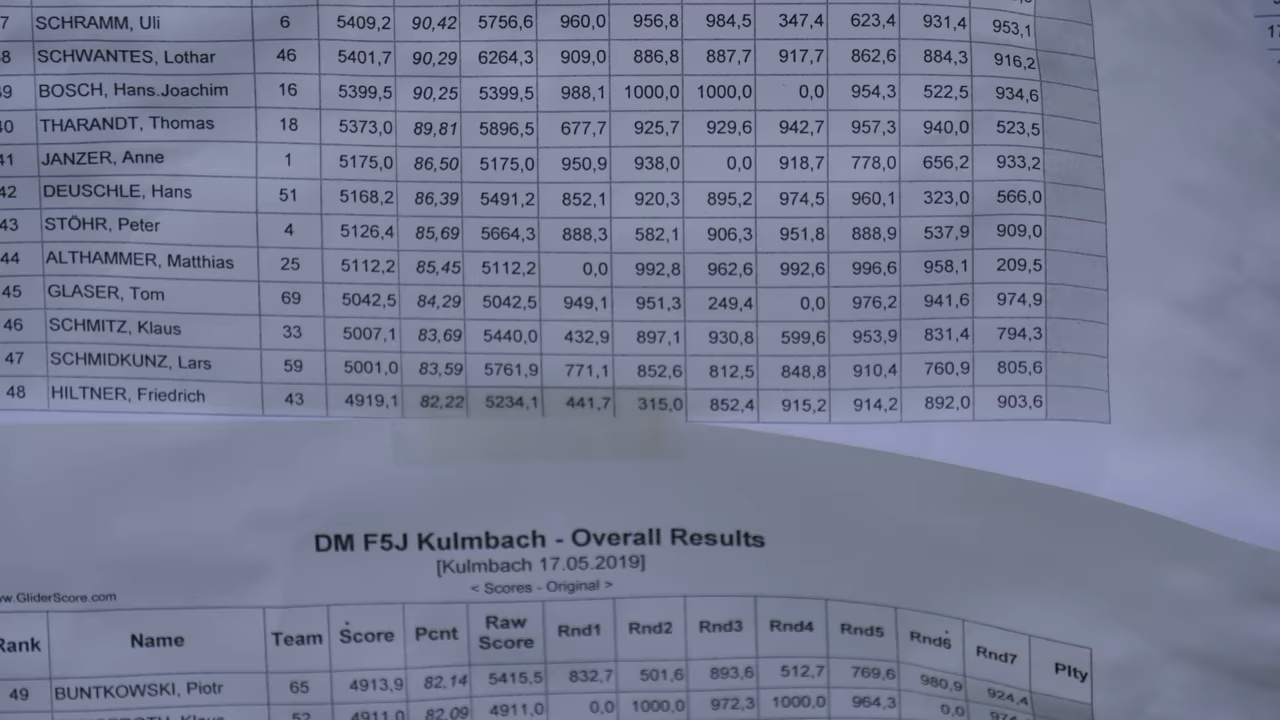 7 SCHRAMM, Uli 6 5409,2 90,42 5756,6 960,0 956,8 984,5 347,4 623,4 931,4 953,1
8 SCHWANTES, Lothar 46 5401,7 90,29 6264,3 909,0 886,8 887,7 917,7 862,6 884,3 916,2
39 BOSCH, Hans.Joachim 16 5399,5 90,25 5399,5 988,1 1000,0 1000,0 0,0 954,3 522,5 934,6
40 THARANDT, Thomas 18 5373,0 89,81 5896,5 677,7 925,7 929,6 942,7 957,3 940,0 523,5
41 JANZER, Anne 1 5175,0 86,50 5175,0 950,9 938,0 0,0 918,7 778,0 656,2 933,2
42 DEUSCHLE, Hans 51 5168,2 86,39 5491,2 852,1 920,3 895,2 974,5 960,1 323,0 566,0
43 STÖHR, Peter 4 5126,4 85,69 5664,3 888,3 582,1 906,3 951,8 888,9 537,9 909,0
44 ALTHAMMER, Matthias 25 5112,2 85,45 5112,2 0,0 992,8 962,6 992,6 996,6 958,1 209,5
45 GLASER, Tom 69 5042,5 84,29 5042,5 949,1 951,3 249,4 0,0 976,2 941,6 974,9
46 SCHMITZ, Klaus 33 5007,1 83,69 5440,0 432,9 897,1 930,8 599,6 953,9 831,4 794,3
47 SCHMIDKUNZ, Lars 59 5001,0 83,59 5761,9 771,1 852,6 812,5 848,8 910,4 760,9 805,6
48 HILTNER, Friedrich 43 4919,1 82,22 5234,1 441,7 315,0 852,4 915,2 914,2 892,0 903,6
DM F5J Kulmbach - Overall Results
[Kulmbach 17.05.2019]
< Scores - Original >
w.GliderScore.com
Rank Name Team Score Pcnt Raw Score Rnd1 Rnd2 Rnd3 Rnd4 Rnd5 Rnd6 Rnd7 Plty
49 BUNTKOWSKI, Piotr 65 4913,9 82,14 5415,5 832,7 501,6 893,6 512,7 769,6 980,9 924,4
52 4911,0 82,09 4911,0 0,0 1000,0 972,3 1000,0 964,3 0,0